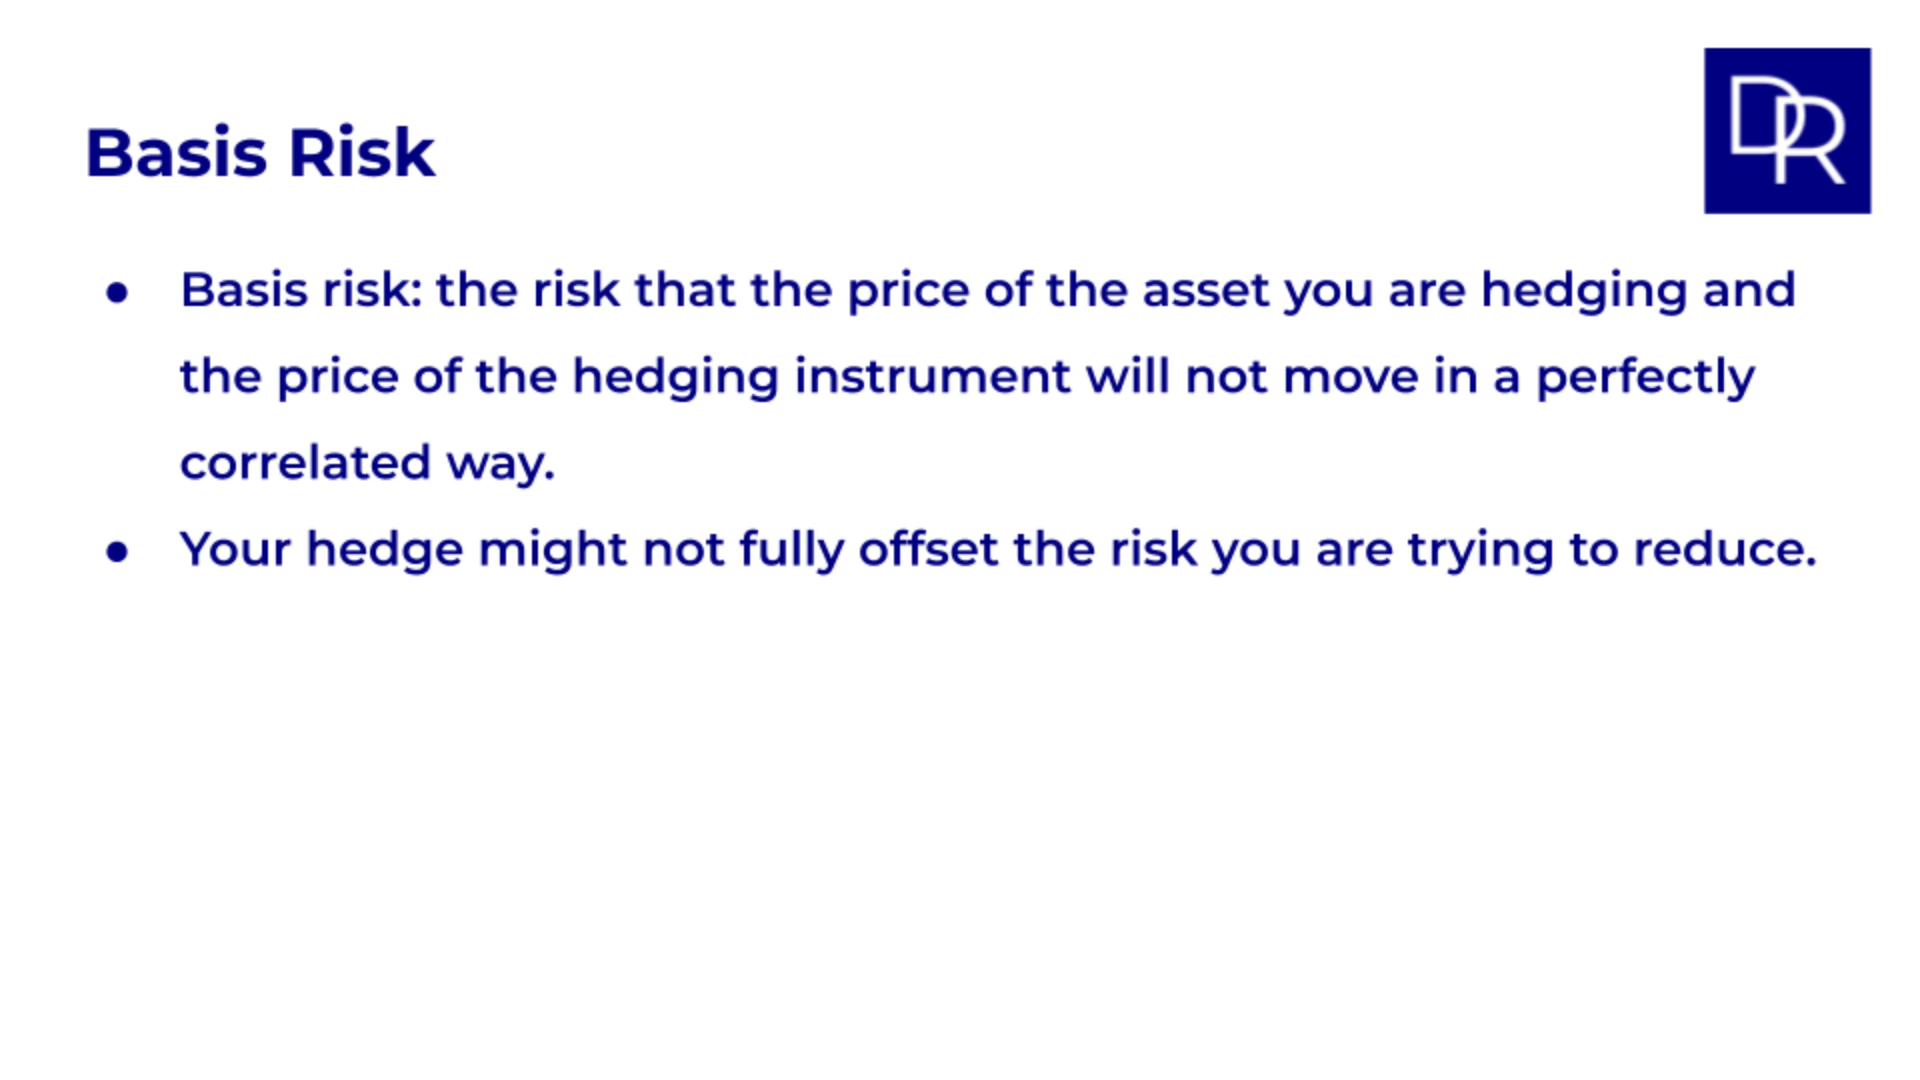 DR
Basis Risk
● Basis risk: the risk that the price of the asset you are hedging and
the price of the hedging instrument will not move in a perfectly
correlated way.
● Your hedge might not fully offset the risk you are trying to reduce.